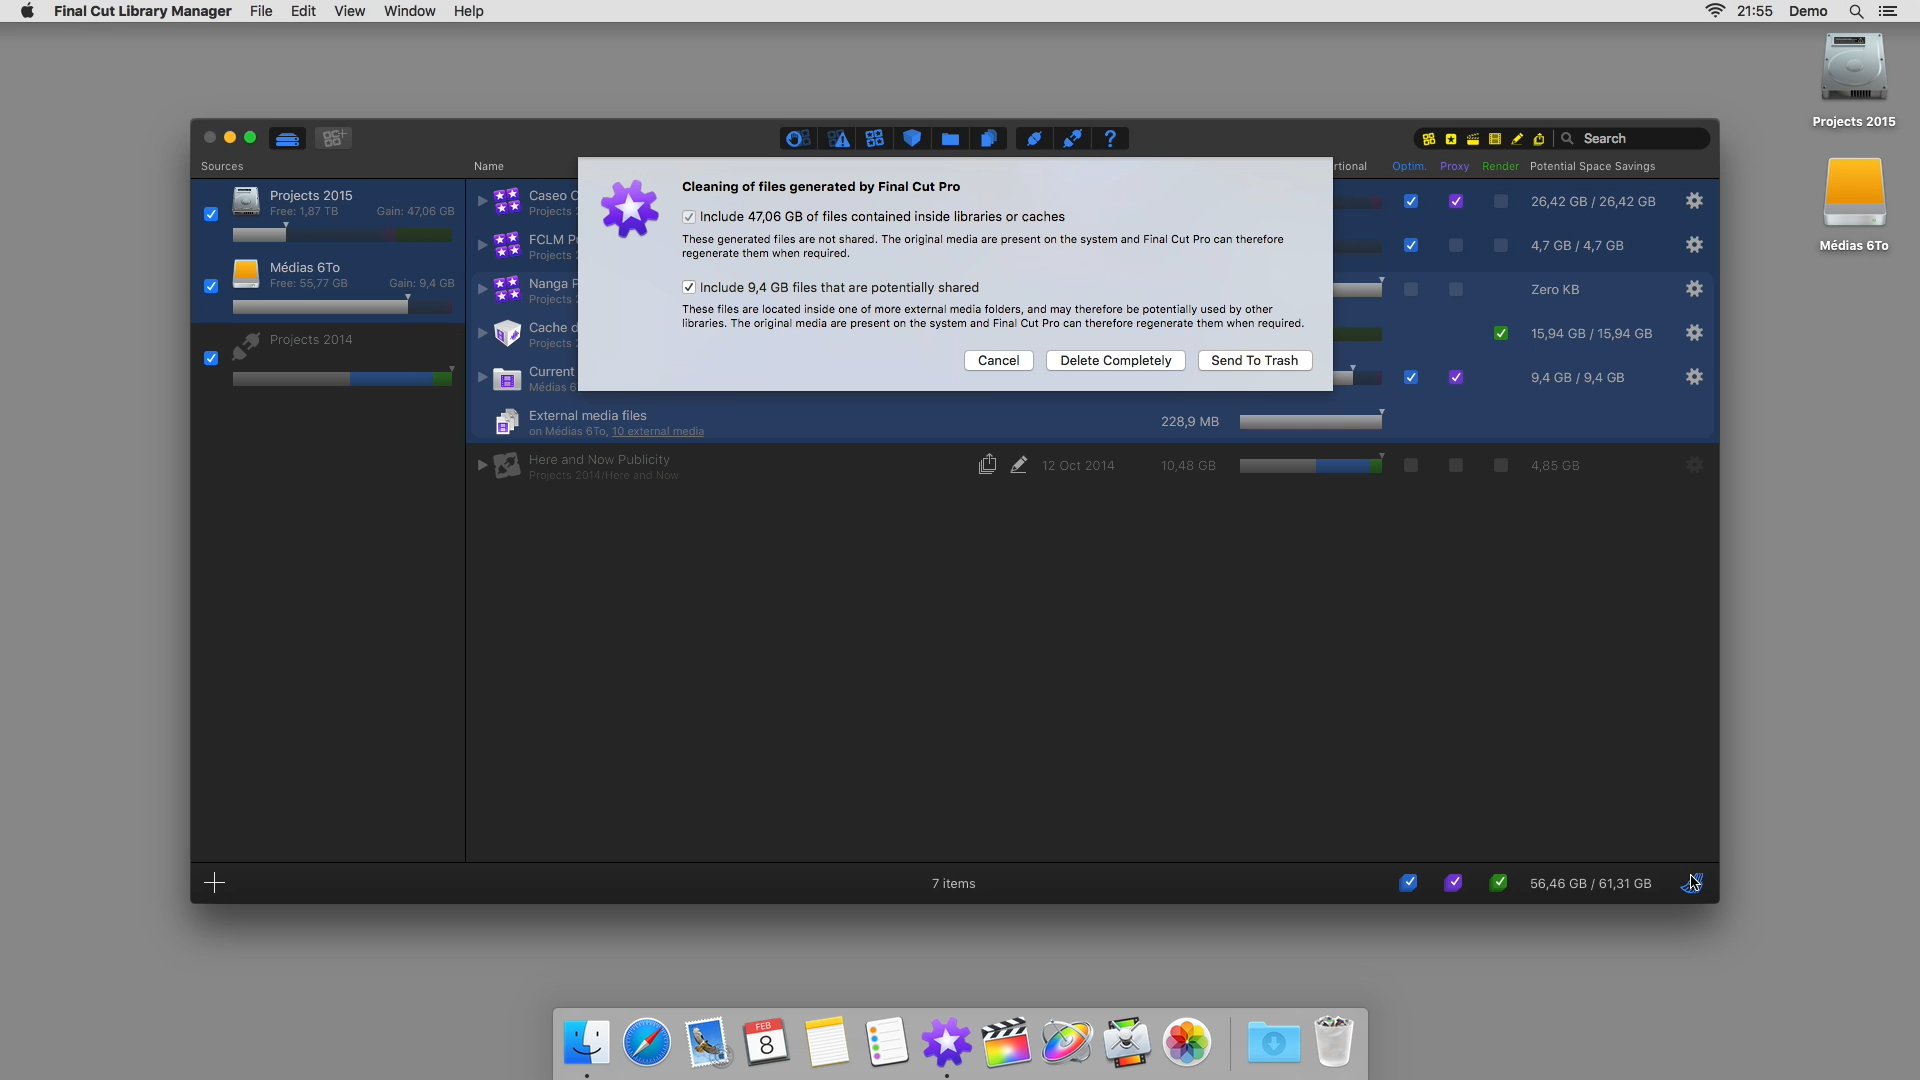 Final Cut Library Manager File Edit View Window Help
21:55 Demo
Projects 2015
Médias 6To
Search
Sources
Name
rtional Optim. Proxy Render Potential Space Savings
Projects 2015
Free: 1,87 TB Gain: 47,06 GB
Médias 6To
Free: 55,77 GB Gain: 9,4 GB
Projects 2014
Caseo C
Projects
26,42 GB / 26,42 GB
FCLM P
Projects
4,7 GB / 4,7 GB
Nanga P
Projects
Zero KB
Cache d
Projects
15,94 GB / 15,94 GB
Current
Médias 6
9,4 GB / 9,4 GB
External media files
on Médias 6To, 10 external media
228,9 MB
Here and Now Publicity
Projects 2014/Here and Now
12 Oct 2014 10,48 GB 4,85 GB
Cleaning of files generated by Final Cut Pro
Include 47,06 GB of files contained inside libraries or caches
These generated files are not shared. The original media are present on the system and Final Cut Pro can therefore
regenerate them when required.
Include 9,4 GB files that are potentially shared
These files are located inside one of more external media folders, and may therefore be potentially used by other
libraries. The original media are present on the system and Final Cut Pro can therefore regenerate them when required.
Cancel Delete Completely Send To Trash
7 items
56,46 GB / 61,31 GB
FEB
8